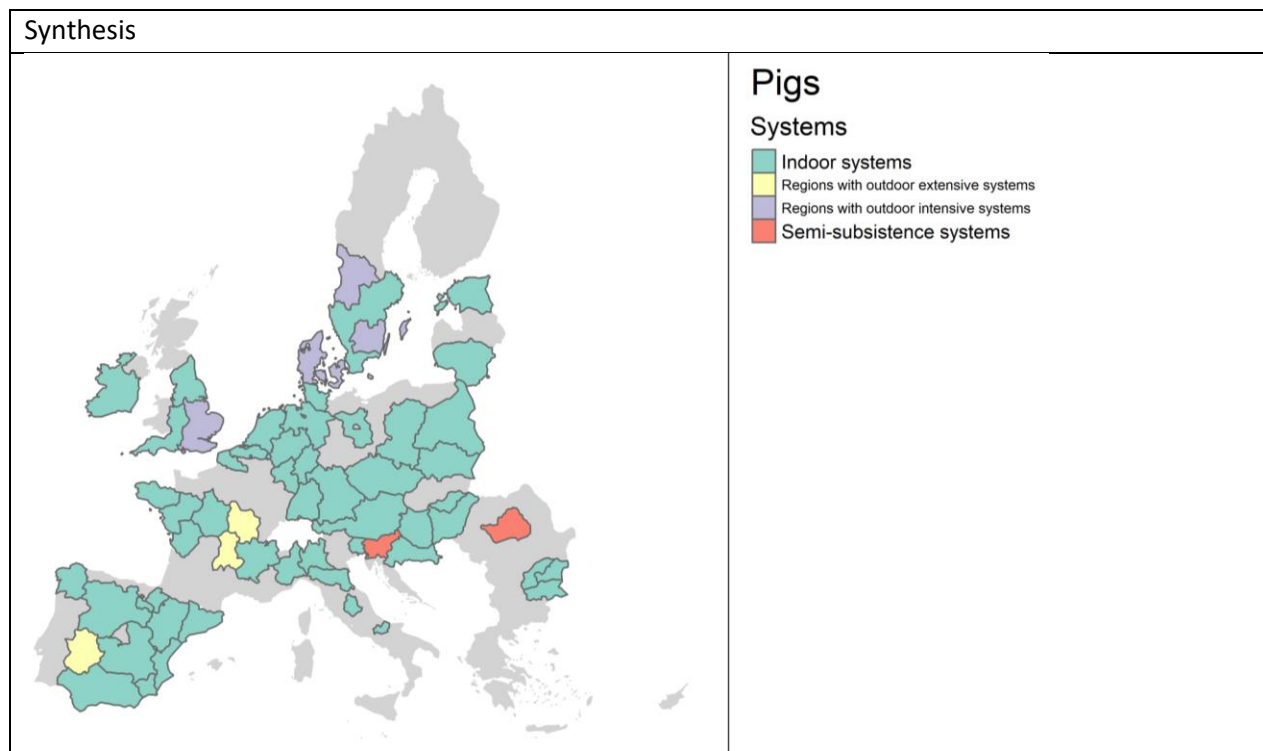 Synthesis
Pigs
Systems
Indoor systems
Regions with outdoor extensive systems
Regions with outdoor intensive systems
Semi-subsistence systems